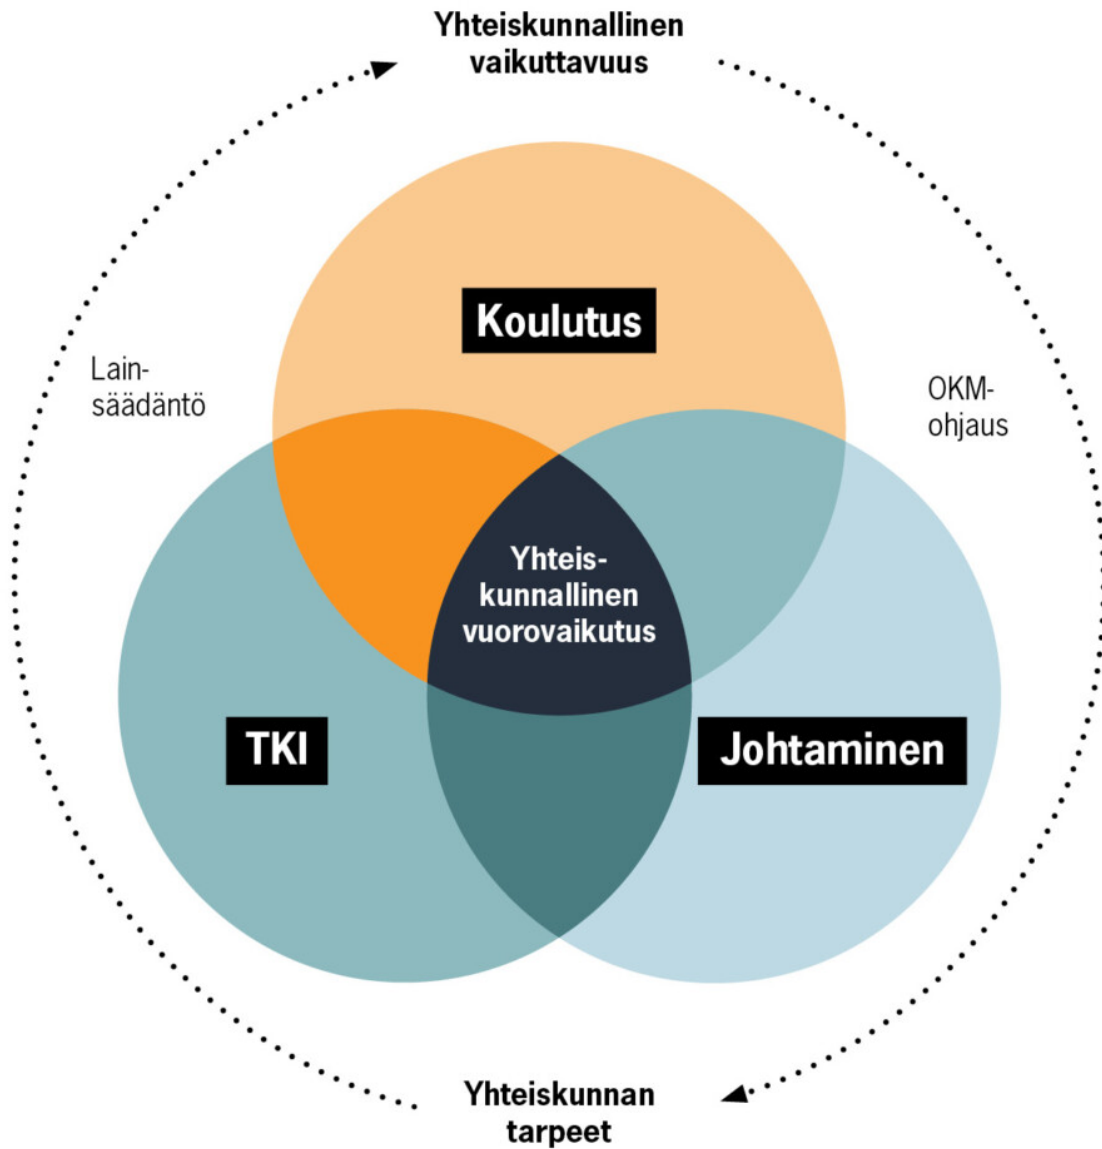 Yhteiskunnallinen
vaikuttavuus
Koulutus
Lain-
säädäntö
OKM-
ohjaus
Yhteis-
kunnallinen
vuorovaikutus
TKI
Johtaminen
Yhteiskunnan
tarpeet